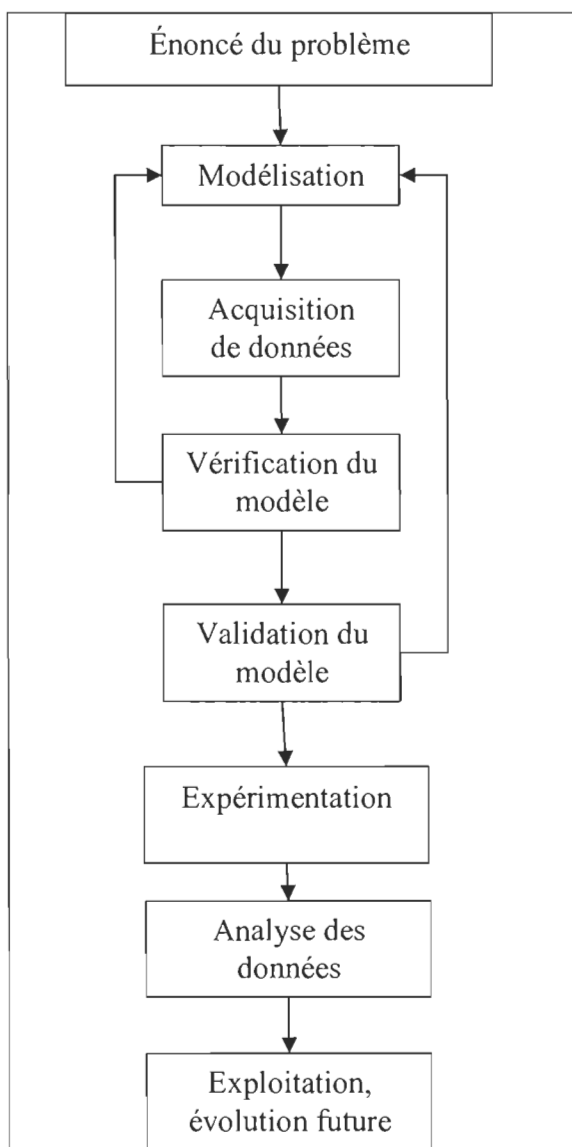 Énoncé du problème
Modélisation
Acquisition
de données
Vérification du
modèle
Validation du
modèle
Expérimentation
Analyse des
données
Exploitation,
évolution future